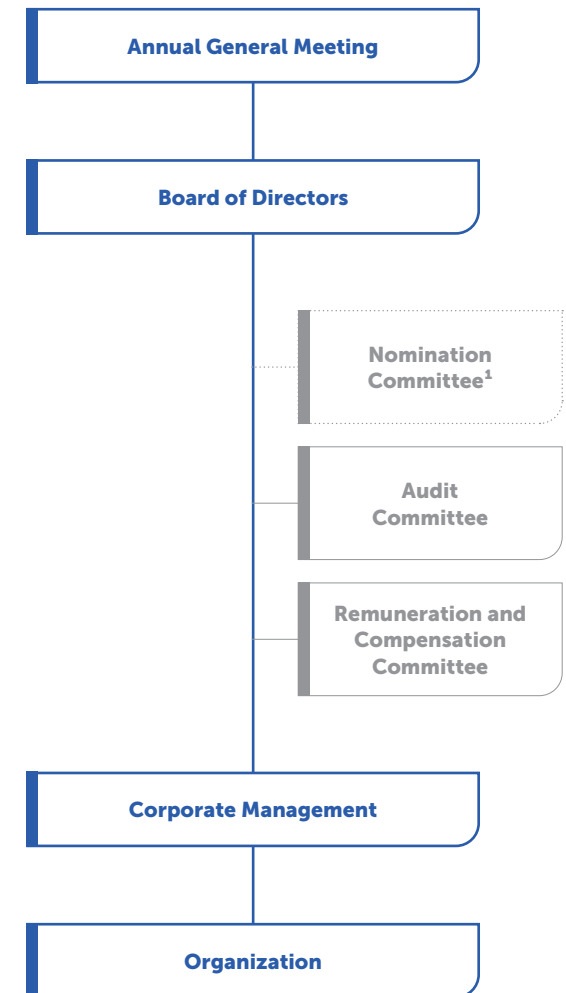 Annual General Meeting
Board of Directors
Nomination
Committee¹
Audit
Committee
Remuneration and
Compensation
Committee
Corporate Management
Organization